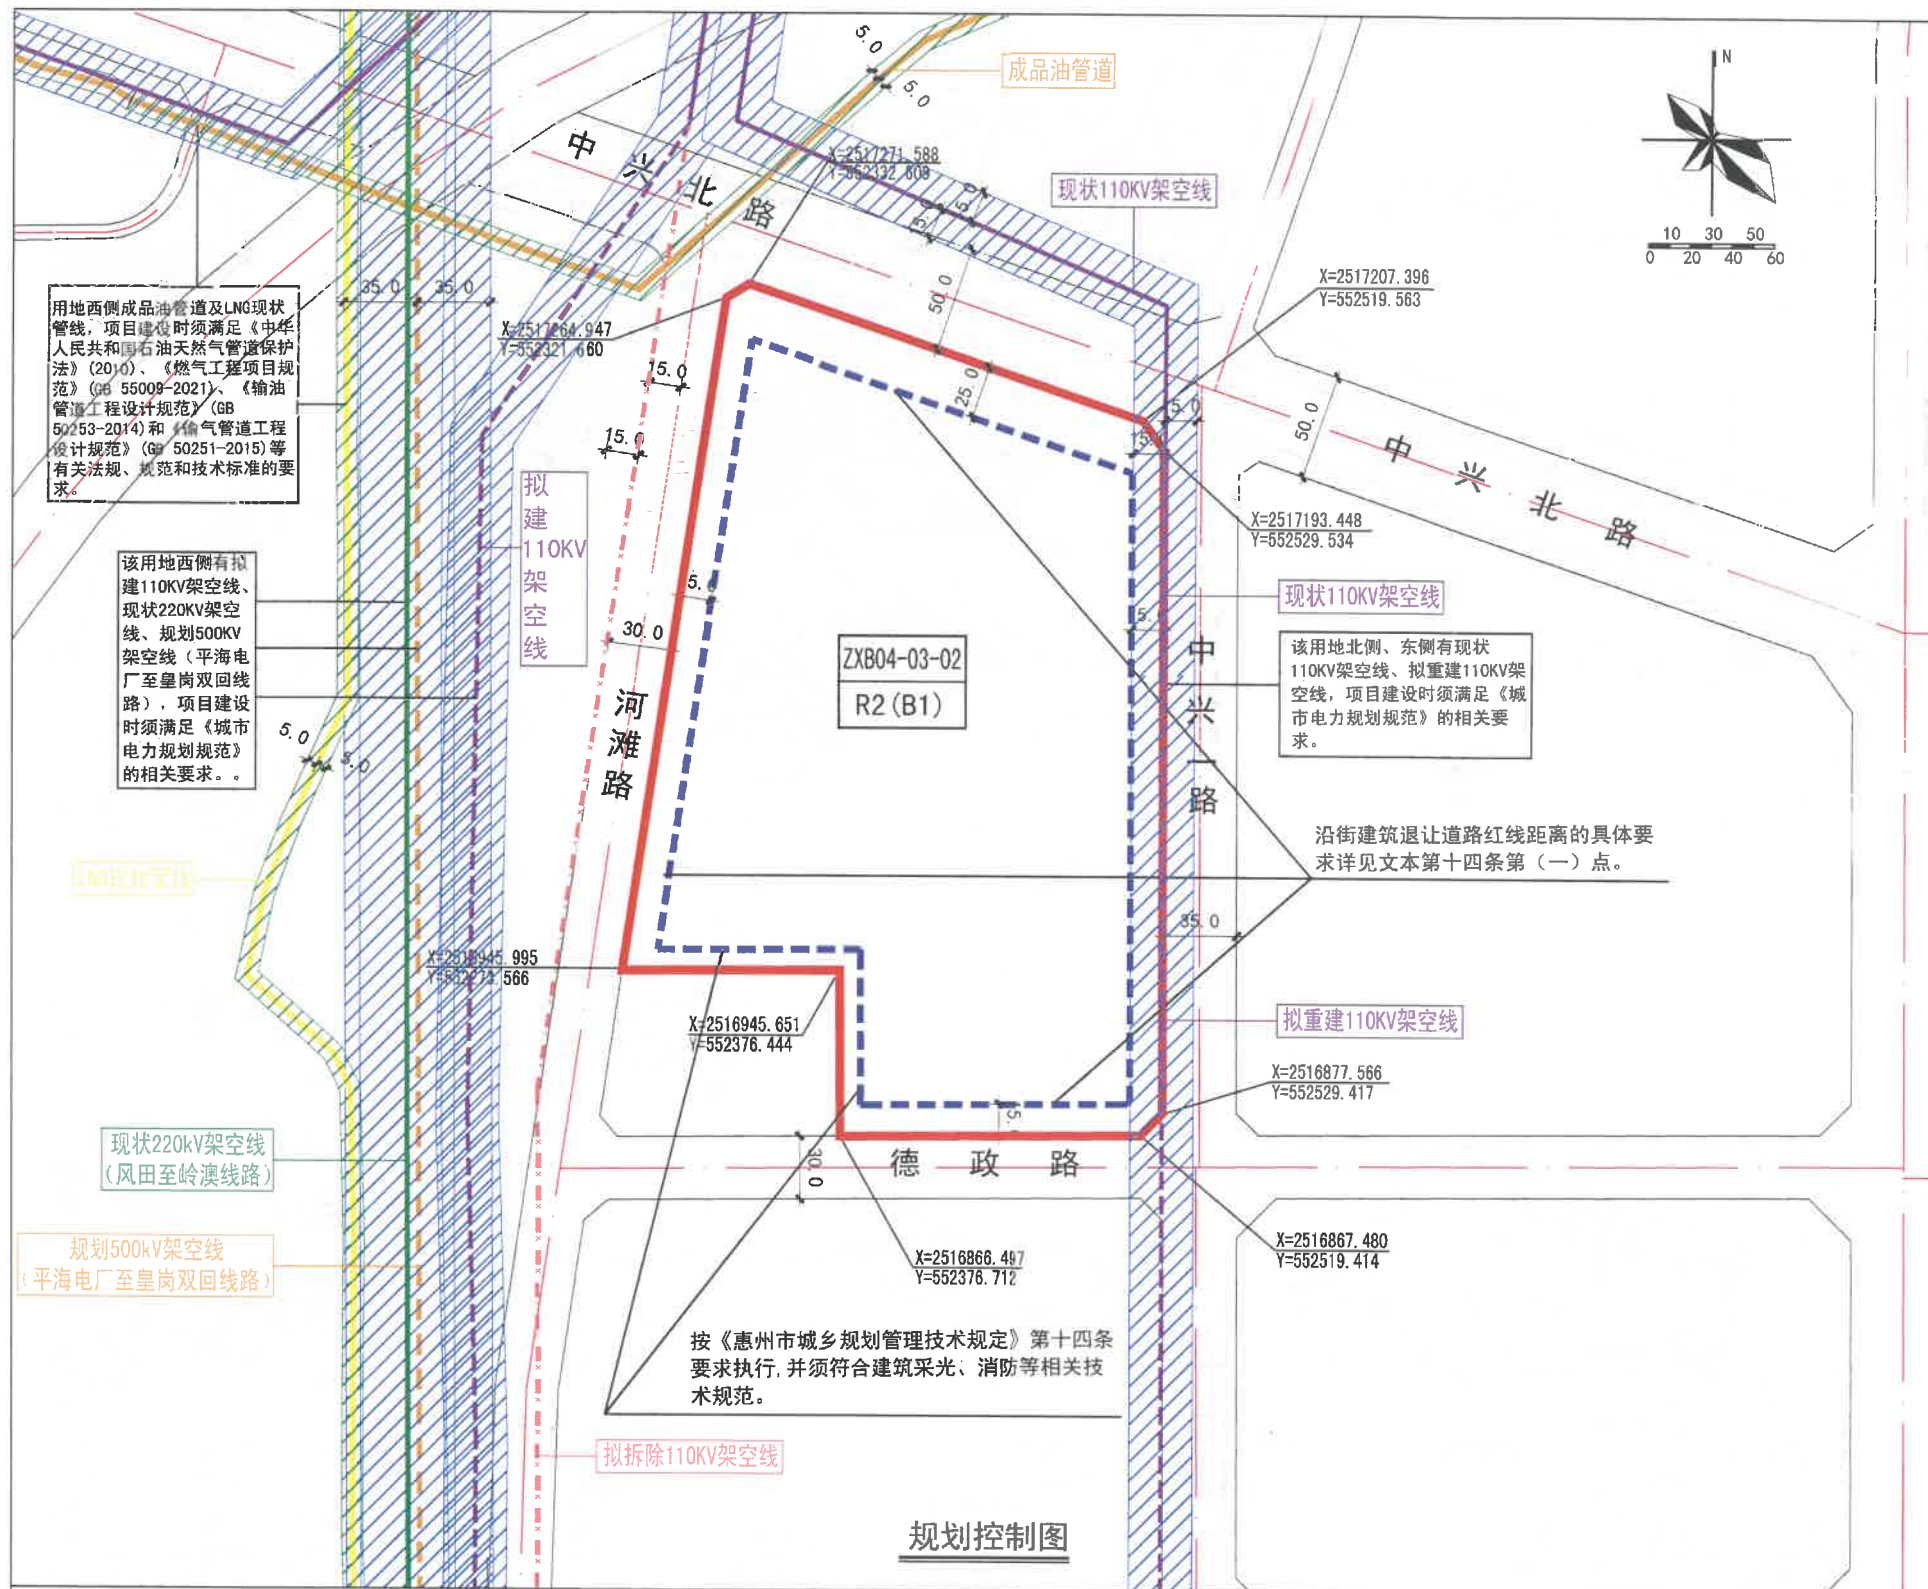 成品油管道
5.0
5.0
N
10 30 50
0 20 40 60
中兴北路
X=2517271.588
Y=552332.609
现状110KV架空线
15.0
15.0
50.0
X=2517207.396
Y=552519.563
35.0
35.0
用地西侧成品油管道及LNG现状
管线，项目建设时须满足《中华
人民共和国石油天然气管道保护
法》(2010)、《燃气工程项目规
范》(GB 55009-2021)、《输油
管道工程设计规范》(GB
50253-2014)和《输气管道工程
设计规范》(GB 50251-2015)等
有关法规、规范和技术标准的要
求。
X=2517264.947
Y=552321.660
15.0
15.0
25.0
15.0
50.0
中兴北路
拟建110KV架空线
X=2517193.448
Y=552529.534
该用地西侧有拟
建110KV架空线、
现状220KV架空
线、规划500KV
架空线（平海电
厂至皇岗双回线
路），项目建设
时须满足《城市
电力规划规范》
的相关要求。。
现状110KV架空线
30.0
ZXB04-03-02
R2(B1)
河滩路
中兴一路
该用地北侧、东侧有现状
110KV架空线、拟重建110KV架
空线，项目建设时须满足《城
市电力规划规范》的相关要
求。
5.0
5.0
沿街建筑退让道路红线距离的具体要
求详见文本第十四条第（一）点。
35.0
X=2516945.651
Y=552376.444
拟重建110KV架空线
X=2516877.566
Y=552529.417
现状220kV架空线
（风田至岭澳线路）
德政路
30.0
规划500kV架空线
（平海电厂至皇岗双回线路）
X=2516866.497
Y=552376.712
X=2516867.480
Y=552519.414
按《惠州市城乡规划管理技术规定》第十四条
要求执行,并须符合建筑采光、消防等相关技
术规范。
拟拆除110KV架空线
规划控制图